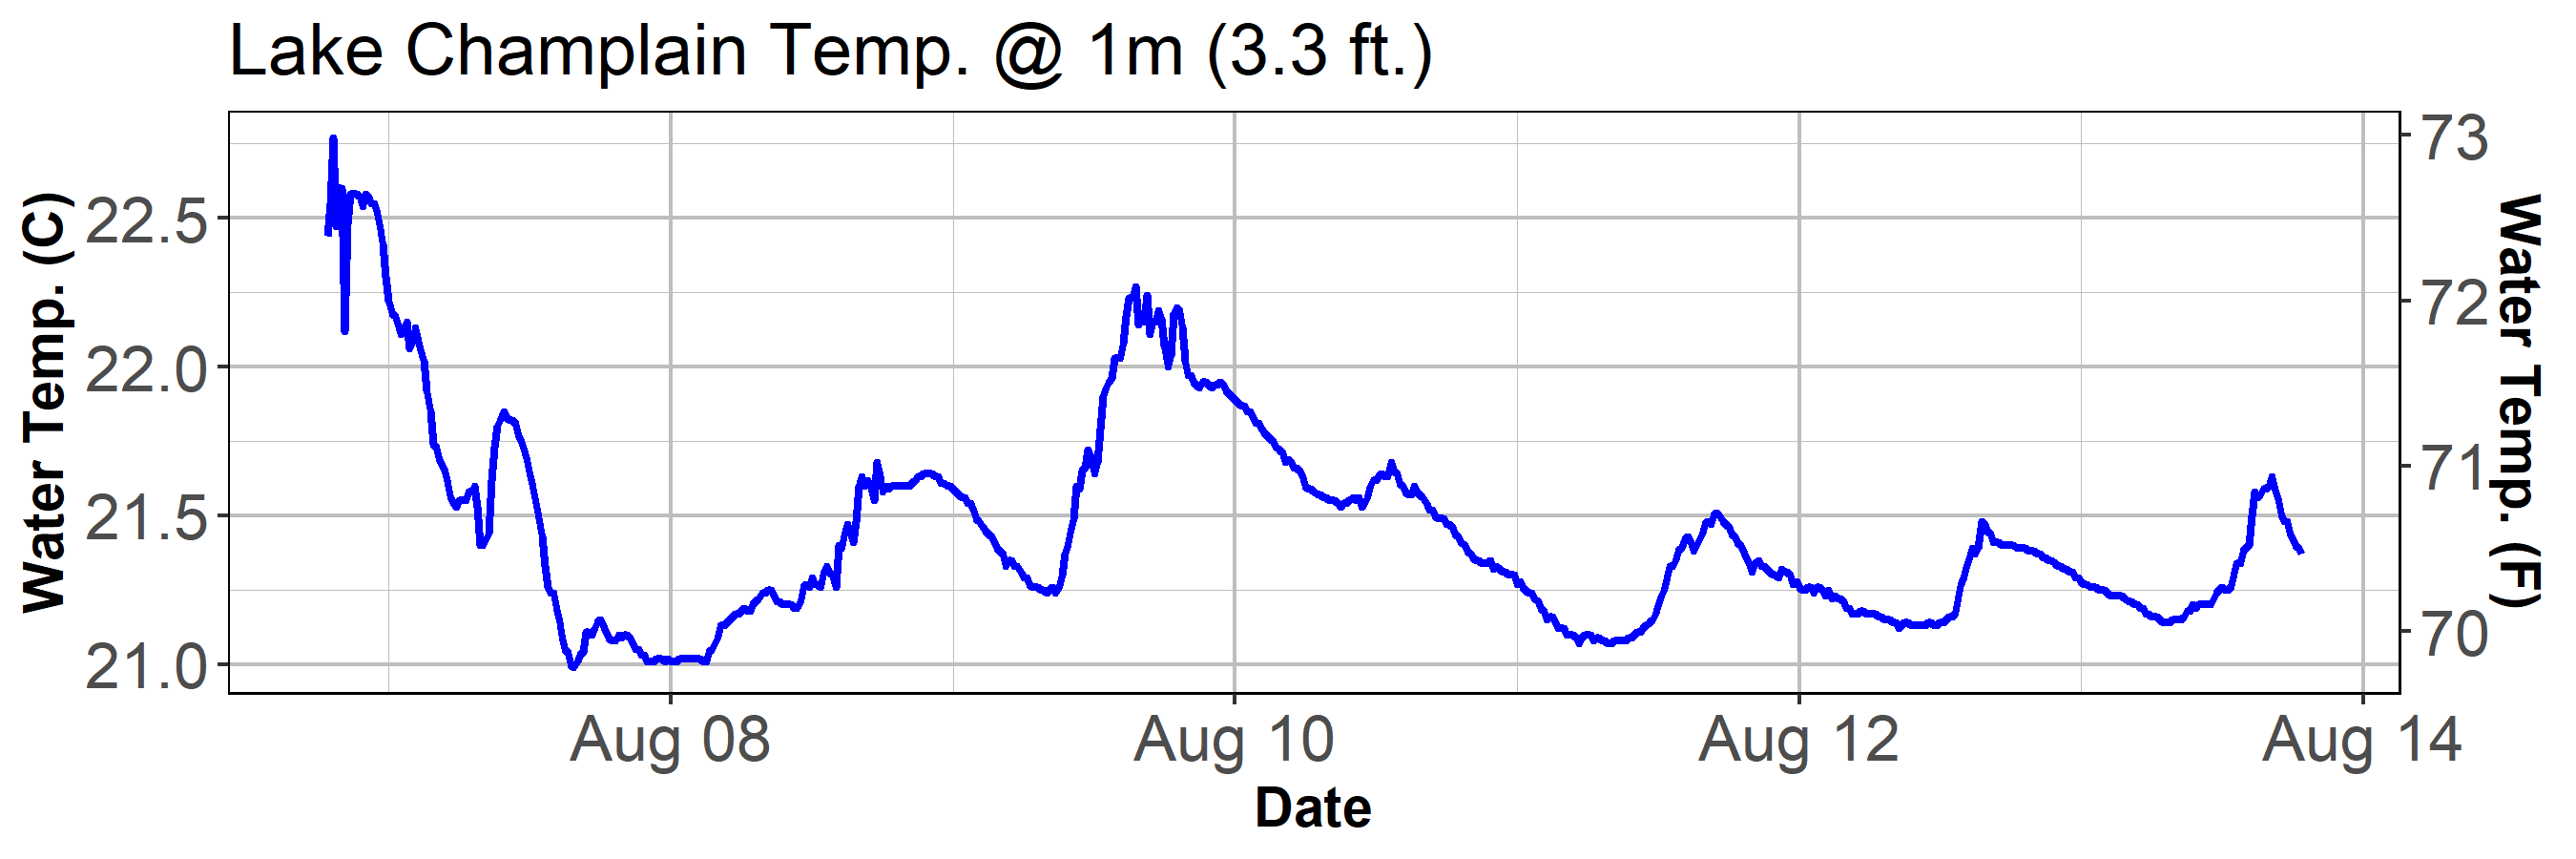 Lake Champlain Temp. @ 1m (3.3 ft.)
Water Temp. (C)
22.5
22.0
21.5
21.0
73
72
71
70
Water Temp. (F)
Aug 08
Aug 10
Aug 12
Aug 14
Date